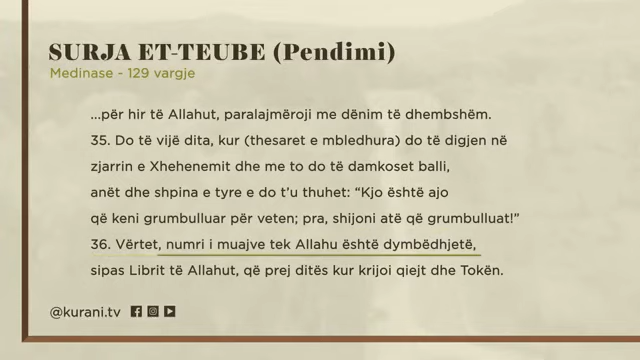 SURJA ET-TEUBE (Pendimi)
Medinase - 129 vargje
...për hir të Allahut, paralajmëroji me dënim të dhembshëm.
35. Do të vijë dita, kur (thesaret e mbledhura) do të digjen në
zjarrin e Xhehenemit dhe me to do të damkoset balli,
anët dhe shpina e tyre e do t’u thuhet: “Kjo është ajo
që keni grumbulluar për veten; pra, shijoni atë që grumbulluat!”
36. Vërtet, numri i muajve tek Allahu është dymbëdhjetë,
sipas Librit të Allahut, që prej ditës kur krijoi qiejt dhe Tokën.
@kurani.tv